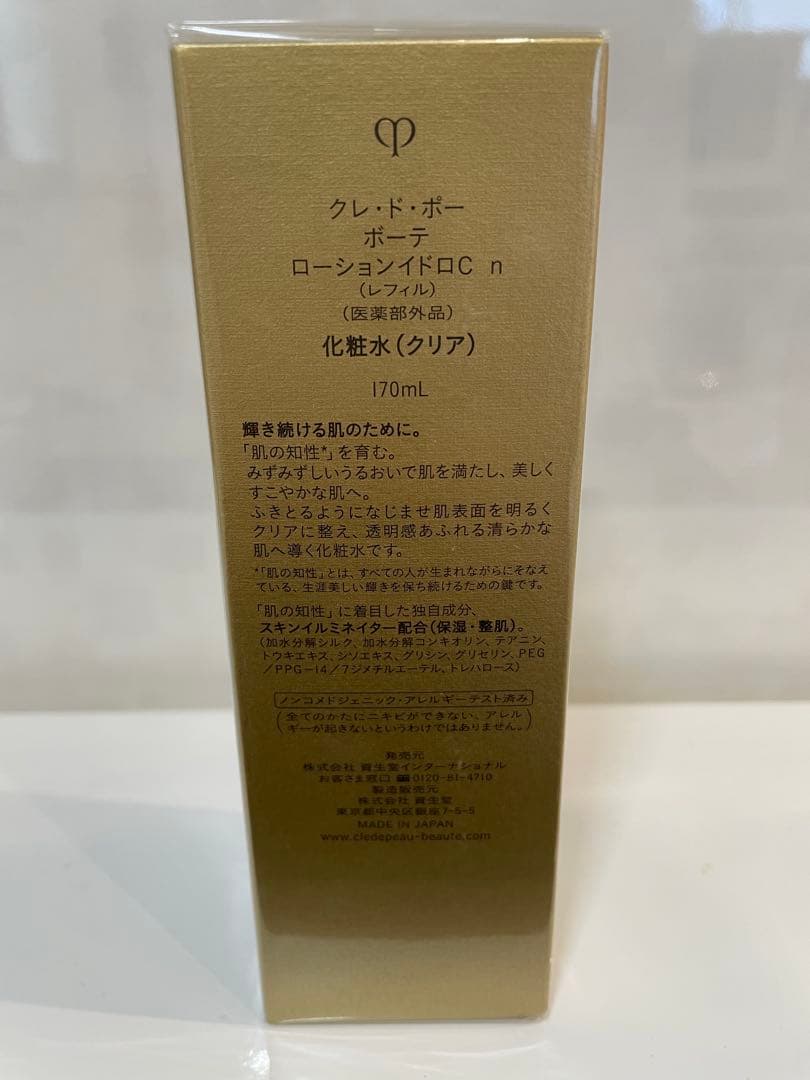 クレ・ド・ポー
ボーテ
ローションイドロC n
（レフィル）
（医薬部外品）
化粧水（クリア）
170mL
輝き続ける肌のために。
「肌の知性*」を育む。
みずみずしいうるおいで肌を満たし、美しく
すこやかな肌へ。
ふきとるようになじませ肌表面を明るく
クリアに整え、透明感あふれる清らかな
肌へ導く化粧水です。
*「肌の知性」とは、すべての人が生まれながらにそなえ
ている、生涯美しい輝きを保ち続けるための鍵です。
「肌の知性」に着目した独自成分、
スキンイルミネイター配合（保湿・整肌）。
（加水分解シルク、加水分解コンキオリン、テアニン、
トウキエキス、シソエキス、グリシン、グリセリン、PEG
／PPG－14／7ジメチルエーテル、トレハロース）
ノンコメドジェニック・アレルギーテスト済み
（全てのかたにニキビができない、アレル
ギーが起きないというわけではありません。）
発売元
株式会社 資生堂インターナショナル
お客さま窓口 0120-81-4710
製造販売元
株式会社 資生堂
東京都中央区銀座7-5-5
MADE IN JAPAN
www.cledepeau-beaute.com